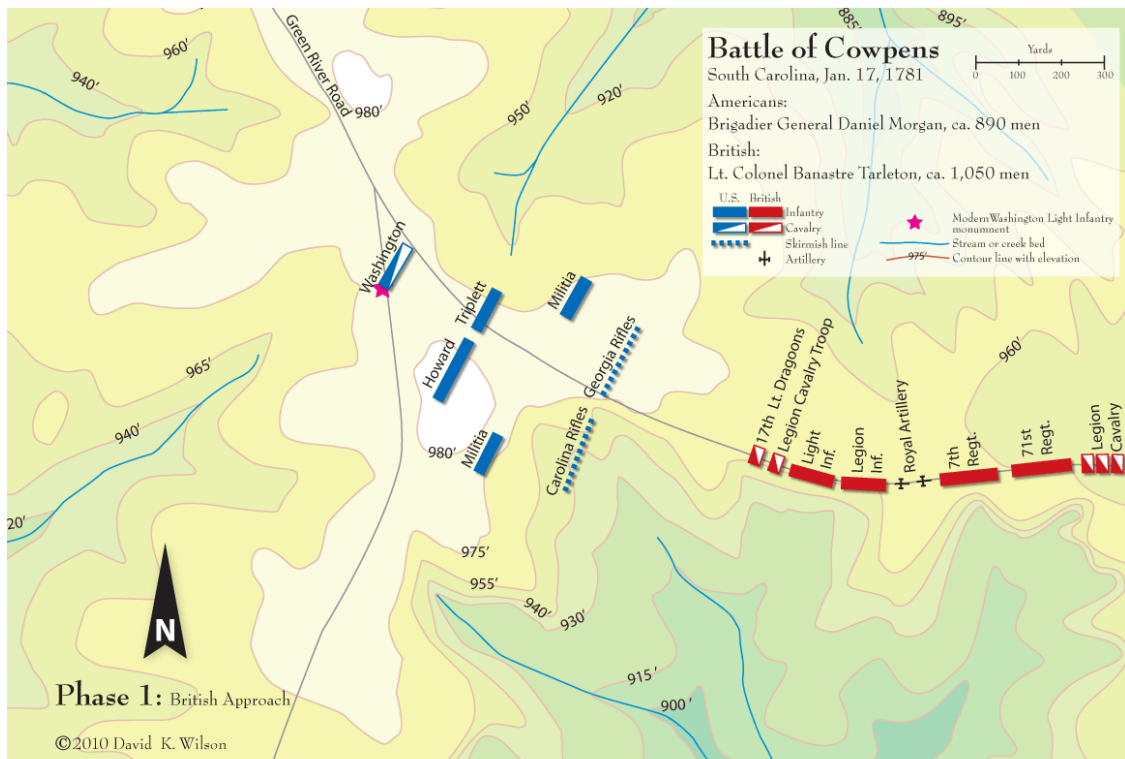 Battle of Cowpens
South Carolina, Jan. 17, 1781
Americans:
Brigadier General Daniel Morgan, ca. 890 men
British:
Lt. Colonel Banastre Tarleton, ca. 1,050 men
Yards
0 100 200 300
U.S. British
Infantry
Cavalry
Skirmish line
Artillery
Modern Washington Light Infantry
monumnent
Stream or creek bed
975′ Contour line with elevation
Green River Road
960′
940′
980′
950′
920′
885′
895′
Washington
Triplett
Militia
Howard
Georgia Rifles
965′
940′
980′
Militia
Carolina Rifles
960′
17th Lt. Dragoons
Legion Cavalry Troop
Light
Inf.
Legion
Inf.
Royal Artillery
7th
Regt.
71st
Regt.
Legion
Cavalry
20′
975′
955′
940′
930′
915′
900′
N
Phase 1: British Approach
©2010 David K. Wilson